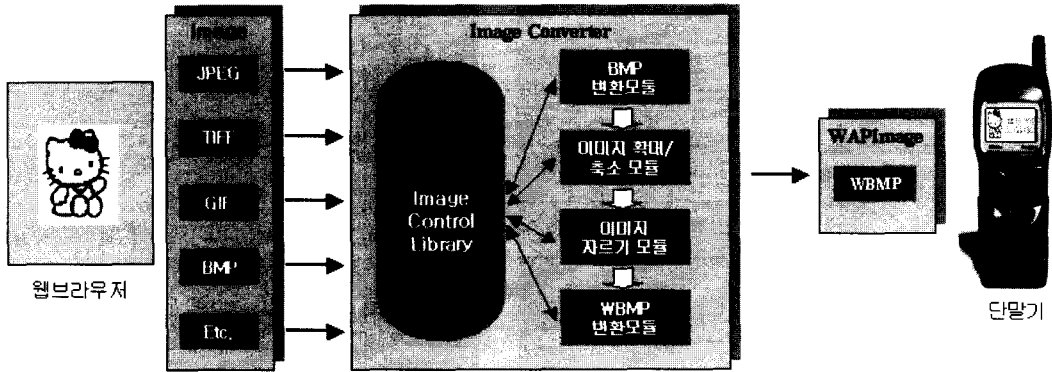 웹브라우저
Image
JPEG
TIFF
GIF
BMP
Etc.
Image Converter
Image
Control
Library
BMP
변환모듈
이미지 확대/
축소 모듈
이미지
자르기 모듈
WBMP
변환모듈
WAPImage
WBMP
단말기